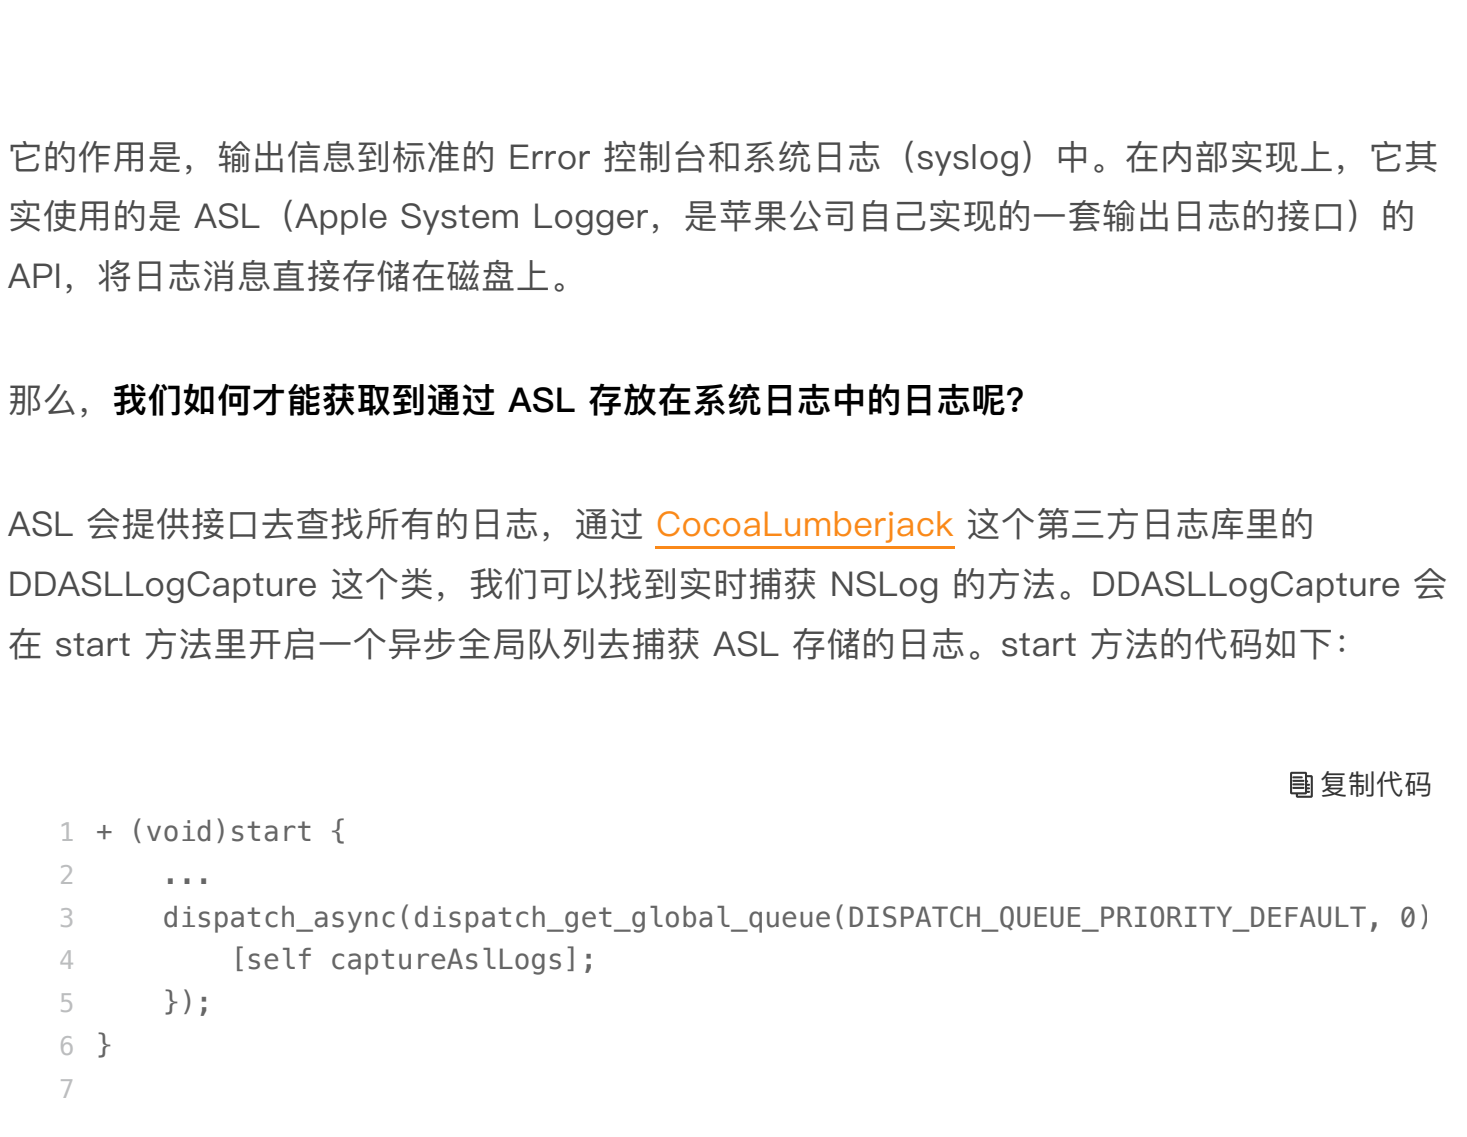 它的作用是，输出信息到标准的 Error 控制台和系统日志（syslog）中。在内部实现上，它其
实使用的是 ASL（Apple System Logger，是苹果公司自己实现的一套输出日志的接口）的
API，将日志消息直接存储在磁盘上。
那么，我们如何才能获取到通过 ASL 存放在系统日志中的日志呢？
ASL 会提供接口去查找所有的日志，通过 CocoaLumberjack 这个第三方日志库里的
DDASLLogCapture 这个类，我们可以找到实时捕获 NSLog 的方法。DDASLLogCapture 会
在 start 方法里开启一个异步全局队列去捕获 ASL 存储的日志。start 方法的代码如下：
复制代码
1 + (void)start {
2     ...
3     dispatch_async(dispatch_get_global_queue(DISPATCH_QUEUE_PRIORITY_DEFAULT, 0)
4         [self captureAslLogs];
5     });
6 }
7